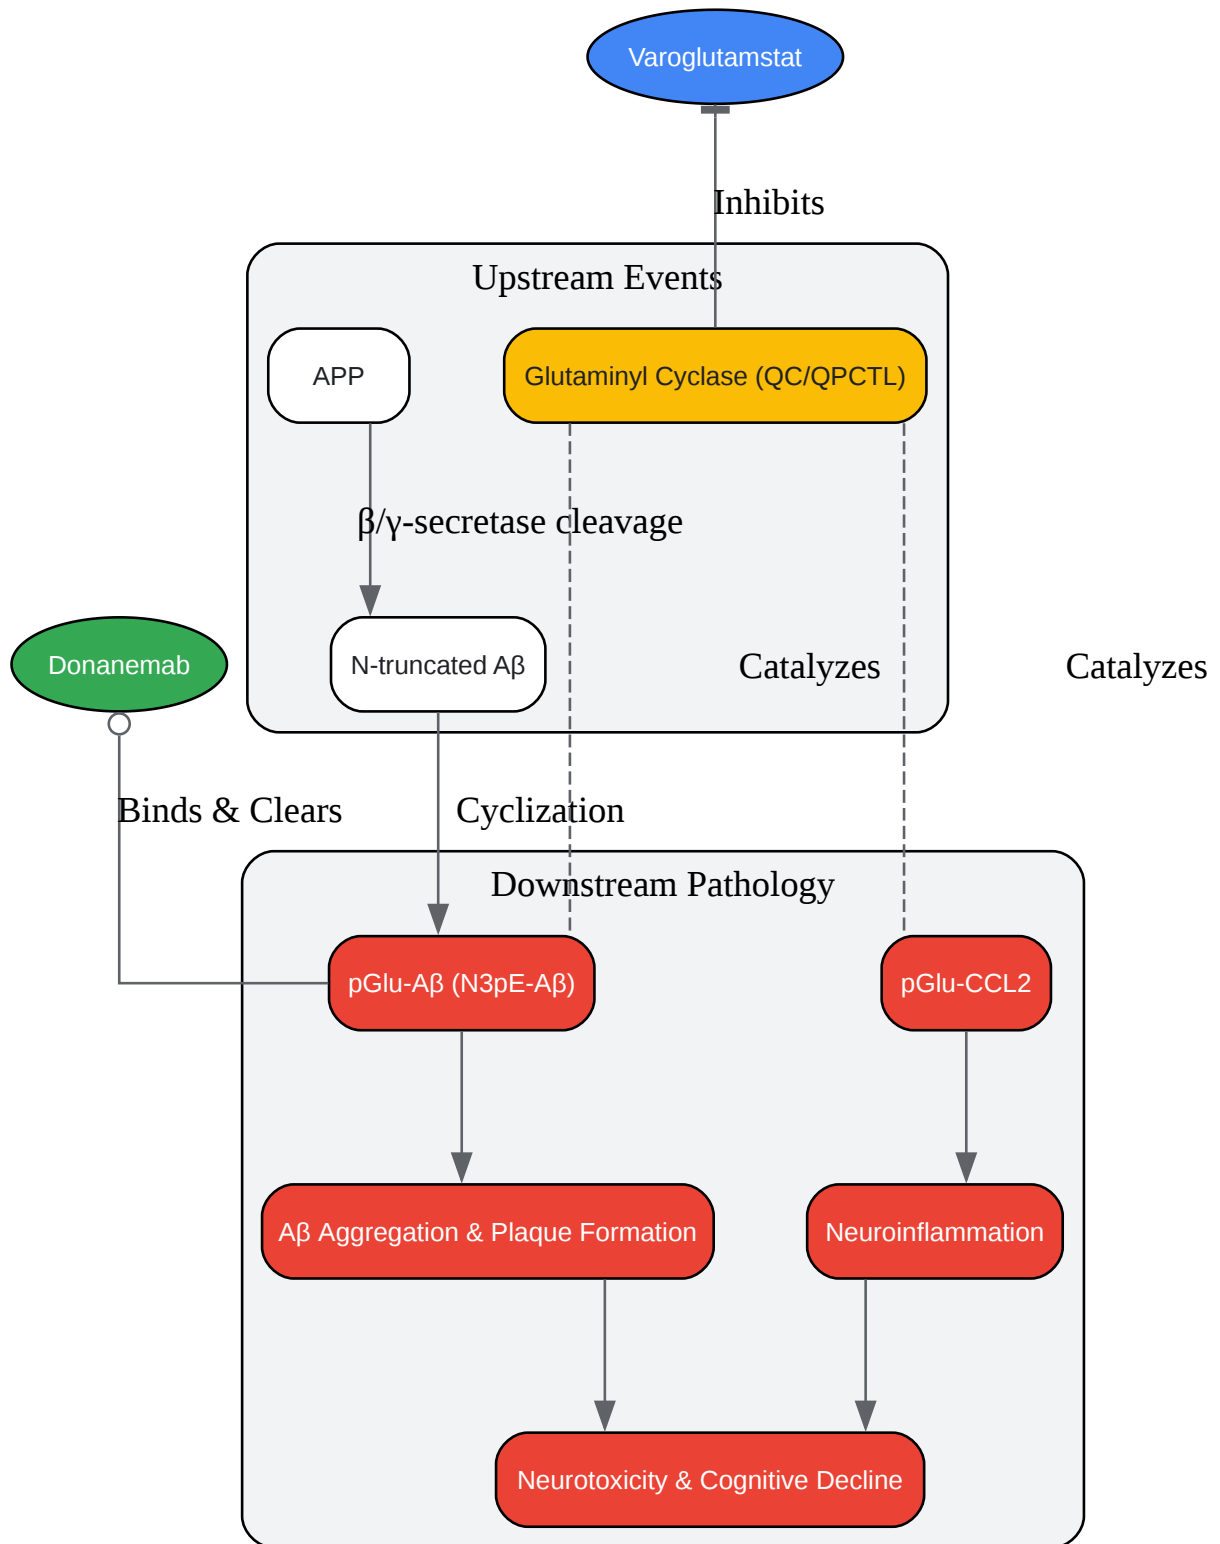 Varoglutamstat
Inhibits
Upstream Events
APP
Glutaminyl Cyclase (QC/QPCTL)
β/γ-secretase cleavage
Donanemab
N-truncated Aβ
Catalyzes
Catalyzes
Binds & Clears
Cyclization
Downstream Pathology
pGlu-Aβ (N3pE-Aβ)
pGlu-CCL2
Aβ Aggregation & Plaque Formation
Neuroinflammation
Neurotoxicity & Cognitive Decline